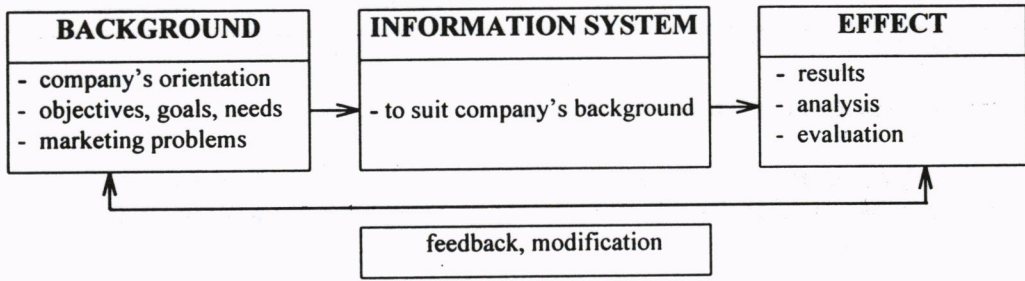 BACKGROUND
- company's orientation
- objectives, goals, needs
- marketing problems
INFORMATION SYSTEM
- to suit company's background
EFFECT
- results
- analysis
- evaluation
feedback, modification